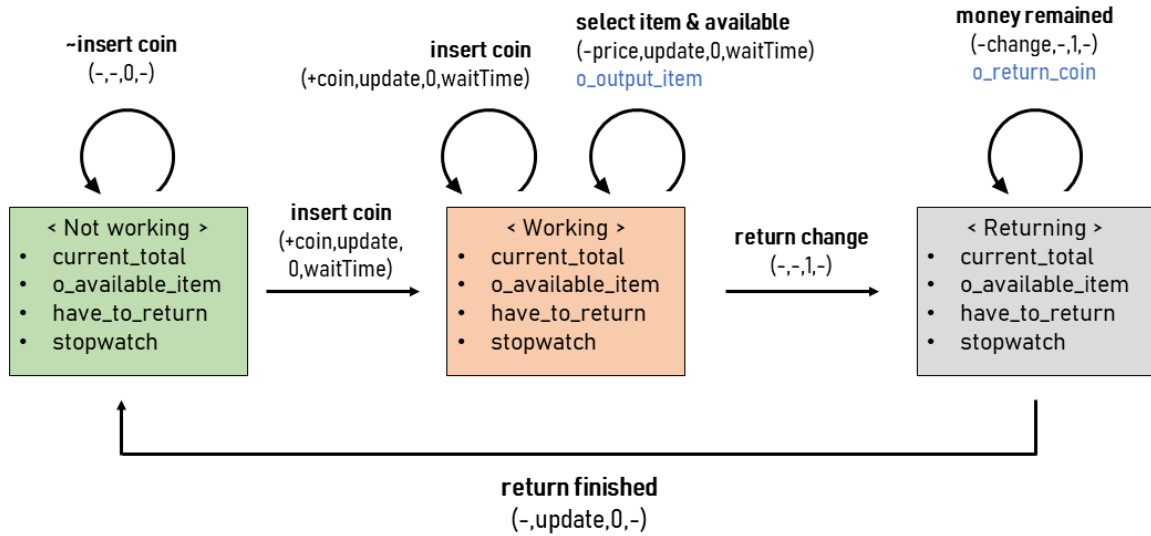 ~insert coin
(-,-,0,-)
insert coin
(+coin,update,0,waitTime)
select item & available
(-price,update,0,waitTime)
o_output_item
money remained
(-change,-,1,-)
o_return_coin
< Not working >
• current_total
• o_available_item
• have_to_return
• stopwatch
insert coin
(+coin,update,
0,waitTime)
< Working >
• current_total
• o_available_item
• have_to_return
• stopwatch
return change
(-,-,1,-)
< Returning >
• current_total
• o_available_item
• have_to_return
• stopwatch
return finished
(-,update,0,-)